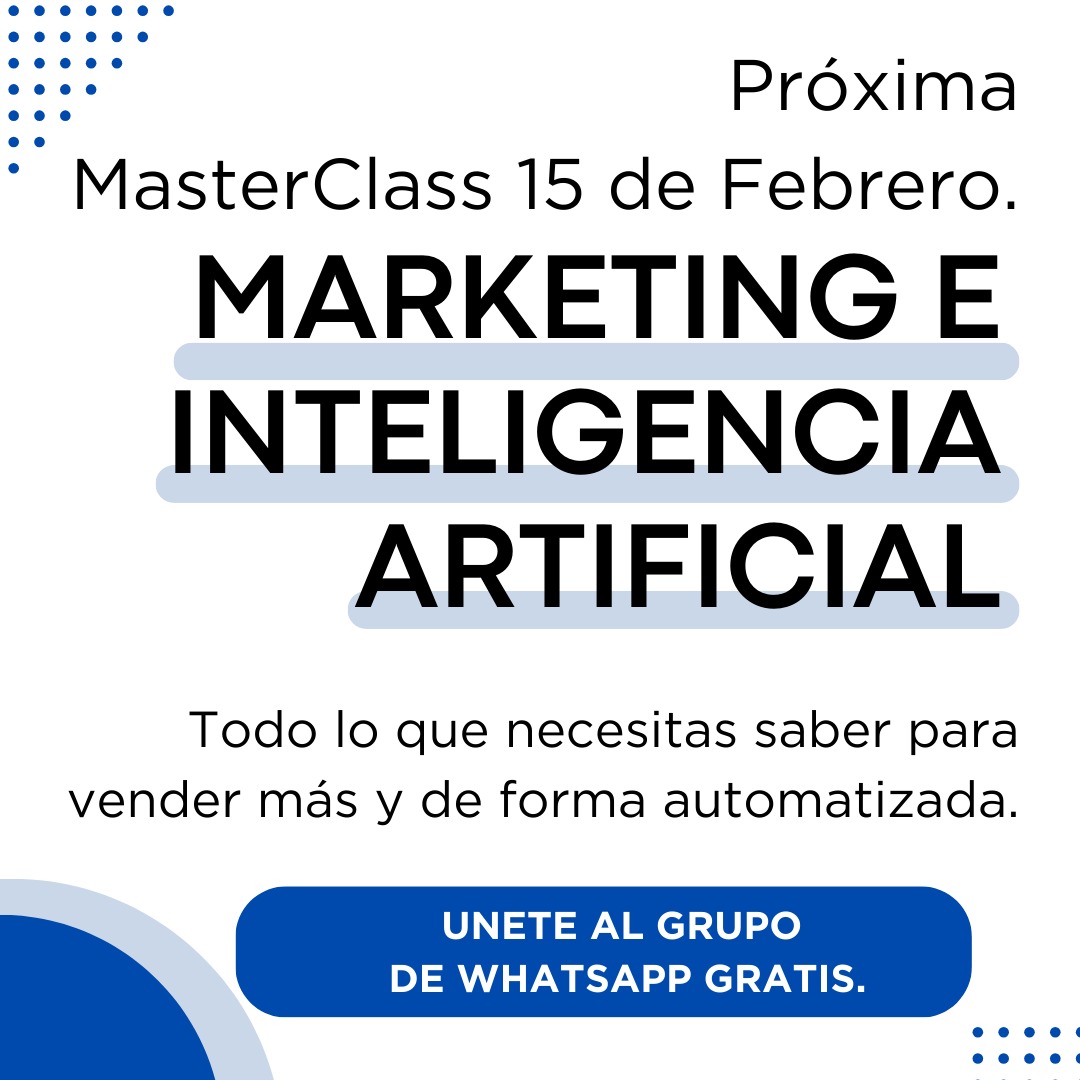 Próxima
MasterClass 15 de Febrero.
MARKETING E
INTELIGENCIA
ARTIFICIAL
Todo lo que necesitas saber para
vender más y de forma automatizada.
UNETE AL GRUPO
DE WHATSAPP GRATIS.